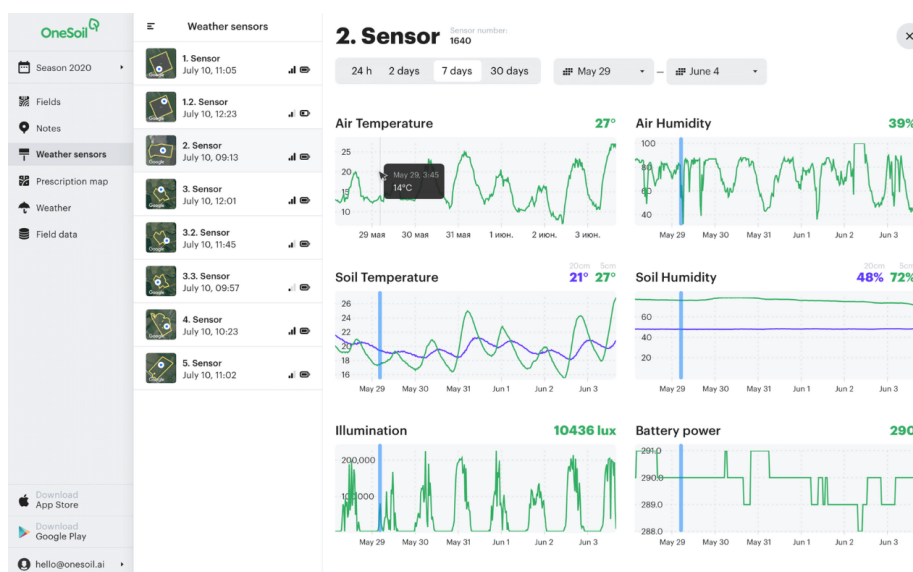 OneSoil
Season 2020
Fields
Notes
Weather sensors
Prescription map
Weather
Field data
Download
App Store
Download
Google Play
hello@onesoil.ai
Weather sensors
1. Sensor
July 10, 11:05
Google
1.2. Sensor
July 10, 12:23
Google
2. Sensor
July 10, 09:13
Google
3. Sensor
July 10, 12:01
Google
3.2. Sensor
July 10, 11:45
Google
3.3. Sensor
July 10, 09:57
Google
4. Sensor
July 10, 10:23
Google
5. Sensor
July 10, 11:02
Google
2. Sensor
Sensor number:
1640
24 h 2 days 7 days 30 days
May 29 – June 4
Air Temperature 27°
25
20
15
10
May 29, 3:45
14°C
29 мая 30 мая 31 мая 1 июн. 2 июн. 3 июн.
Air Humidity 39%
100
80
60
40
May 29 May 30 May 31 Jun 1 Jun 2 Jun 3
20cm 5cm
Soil Temperature 21° 27°
26
24
22
20
18
16
May 29 May 30 May 31 Jun 1 Jun 2 Jun 3
20cm 5cm
Soil Humidity 48% 72%
60
40
20
May 29 May 30 May 31 Jun 1 Jun 2 Jun 3
Illumination 10436 lux
200,000
100,000
May 29 May 30 May 31 Jun 1 Jun 2 Jun 3
Battery power 290
291.0
290.0
289.0
288.0
May 29 May 30 May 31 Jun 1 Jun 2 Jun 3